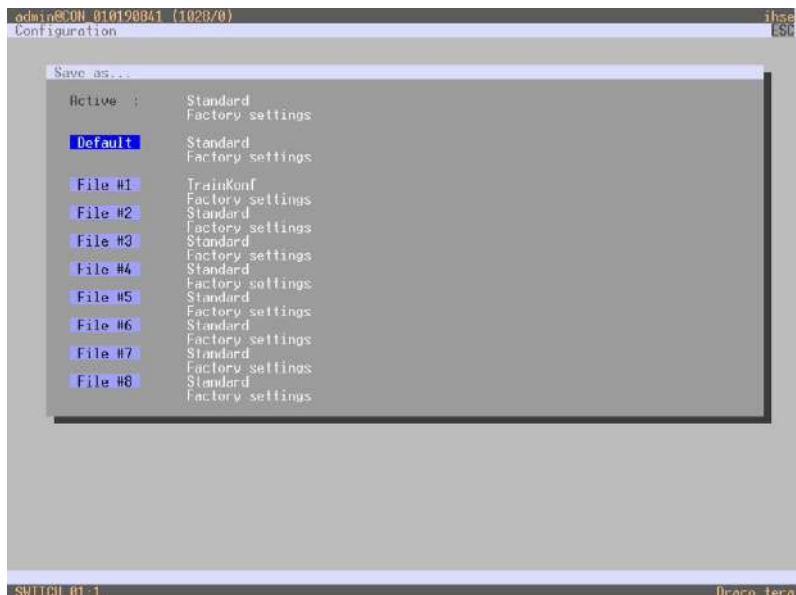 admin@CON_010190841 (1028/0) ihse
Configuration ESC
Save as...
Active : Standard
Factory settings
Default Standard
Factory settings
File #1 TrainKonf
Factory settings
File #2 Standard
Factory settings
File #3 Standard
Factory settings
File #4 Standard
Factory settings
File #5 Standard
Factory settings
File #6 Standard
Factory settings
File #7 Standard
Factory settings
File #8 Standard
Factory settings
SWITCH_01:1 Draco tera